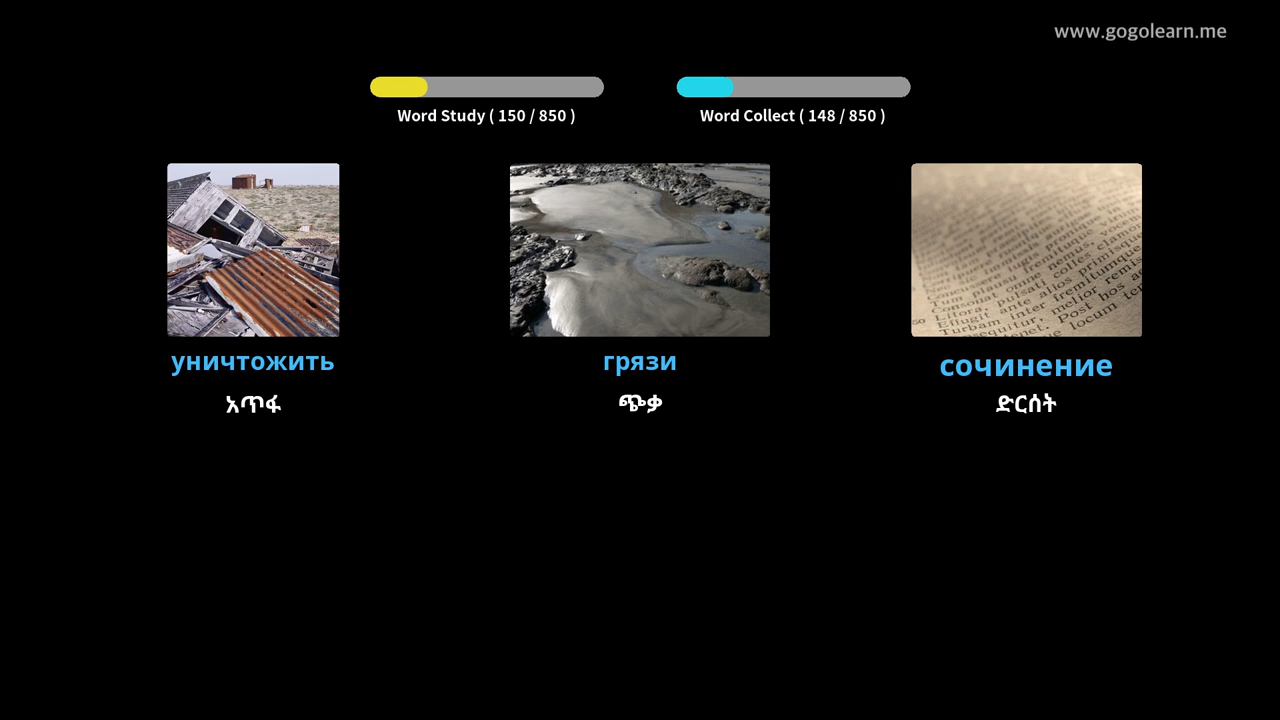 www.gogolearn.me
Word Study ( 150 / 850 )
Word Collect ( 148 / 850 )
уничтожить
грязи
сочинение
አጥፋ
ጭቃ
ድርሰት